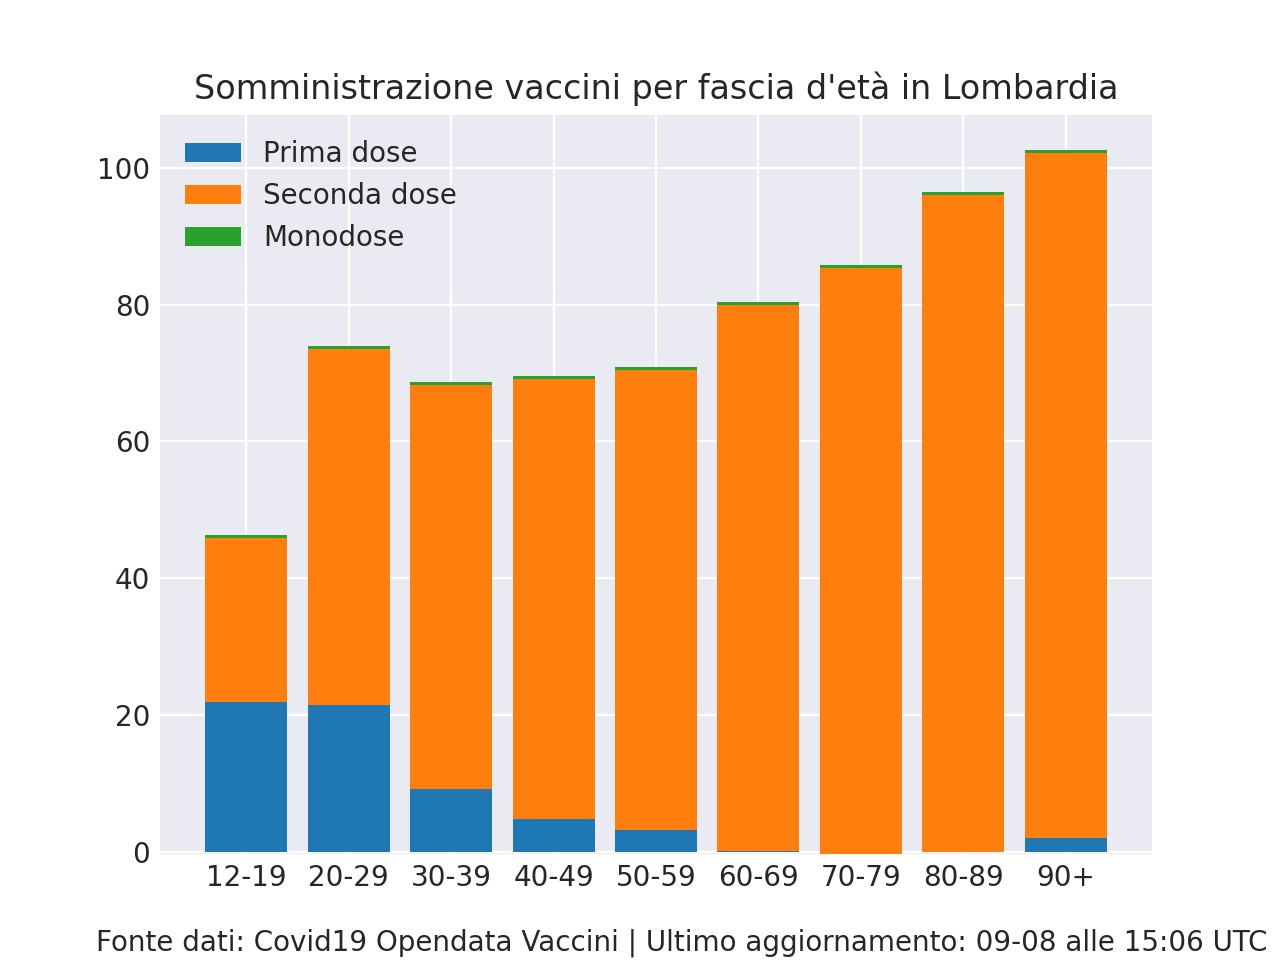 Somministrazione vaccini per fascia d'età in Lombardia
Prima dose
Seconda dose
Monodose
100
80
60
40
20
0
12-19 20-29 30-39 40-49 50-59 60-69 70-79 80-89 90+
Fonte dati: Covid19 Opendata Vaccini | Ultimo aggiornamento: 09-08 alle 15:06 UTC